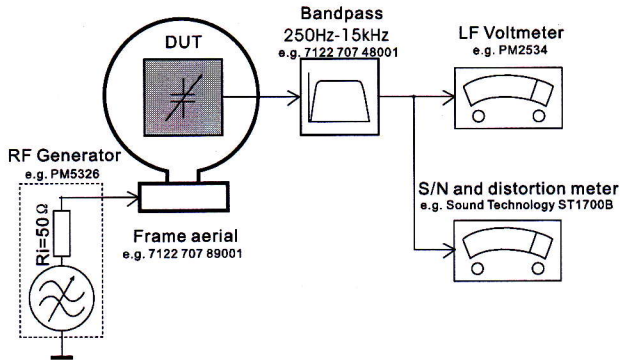 DUT
Bandpass
250Hz-15kHz
e.g. 7122 707 48001
LF Voltmeter
e.g. PM2534
RF Generator
e.g. PM5326
Ri=50 Ω
Frame aerial
e.g. 7122 707 89001
S/N and distortion meter
e.g. Sound Technology ST1700B